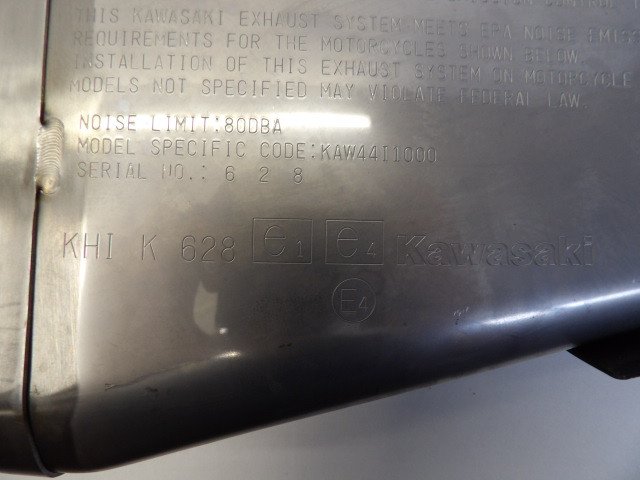 THIS KAWASAKI EXHAUST SYSTEM MEETS EPA NOISE EMISS
REQUIREMENTS FOR THE MOTORCYCLES SHOWN BELOW.
INSTALLATION OF THIS EXHAUST SYSTEM ON MOTORCYCLE
MODELS NOT SPECIFIED MAY VIOLATE FEDERAL LAW.
NOISE LIMIT:80DBA
MODEL SPECIFIC CODE:KAW44I1000
SERIAL NO.: 6 2 8
KHI K 628 e1 e4 Kawasaki
E4